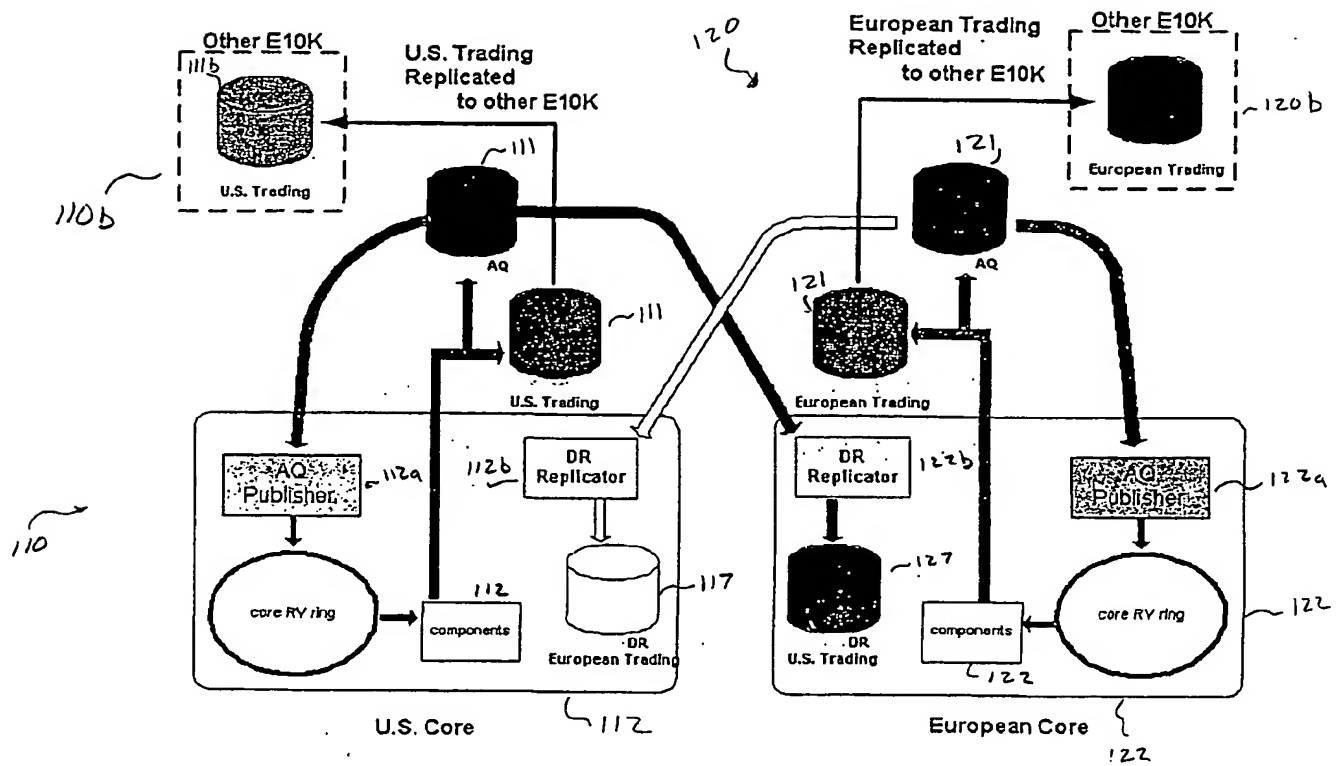 Other E10K
111b
U.S. Trading
110b
U.S. Trading
Replicated
to other E10K
120
European Trading
Replicated
to other E10K
Other E10K
European Trading
120b
111
AQ
111
U.S. Trading
121
AQ
121
European Trading
110
AQ
Publisher
112a
core RV ring
112
components
112b
DR
Replicator
117
DR
European Trading
U.S. Core
112
DR
Replicator
122b
127
DR
U.S. Trading
components
122
AQ
Publisher
122a
core RV ring
122
European Core
122